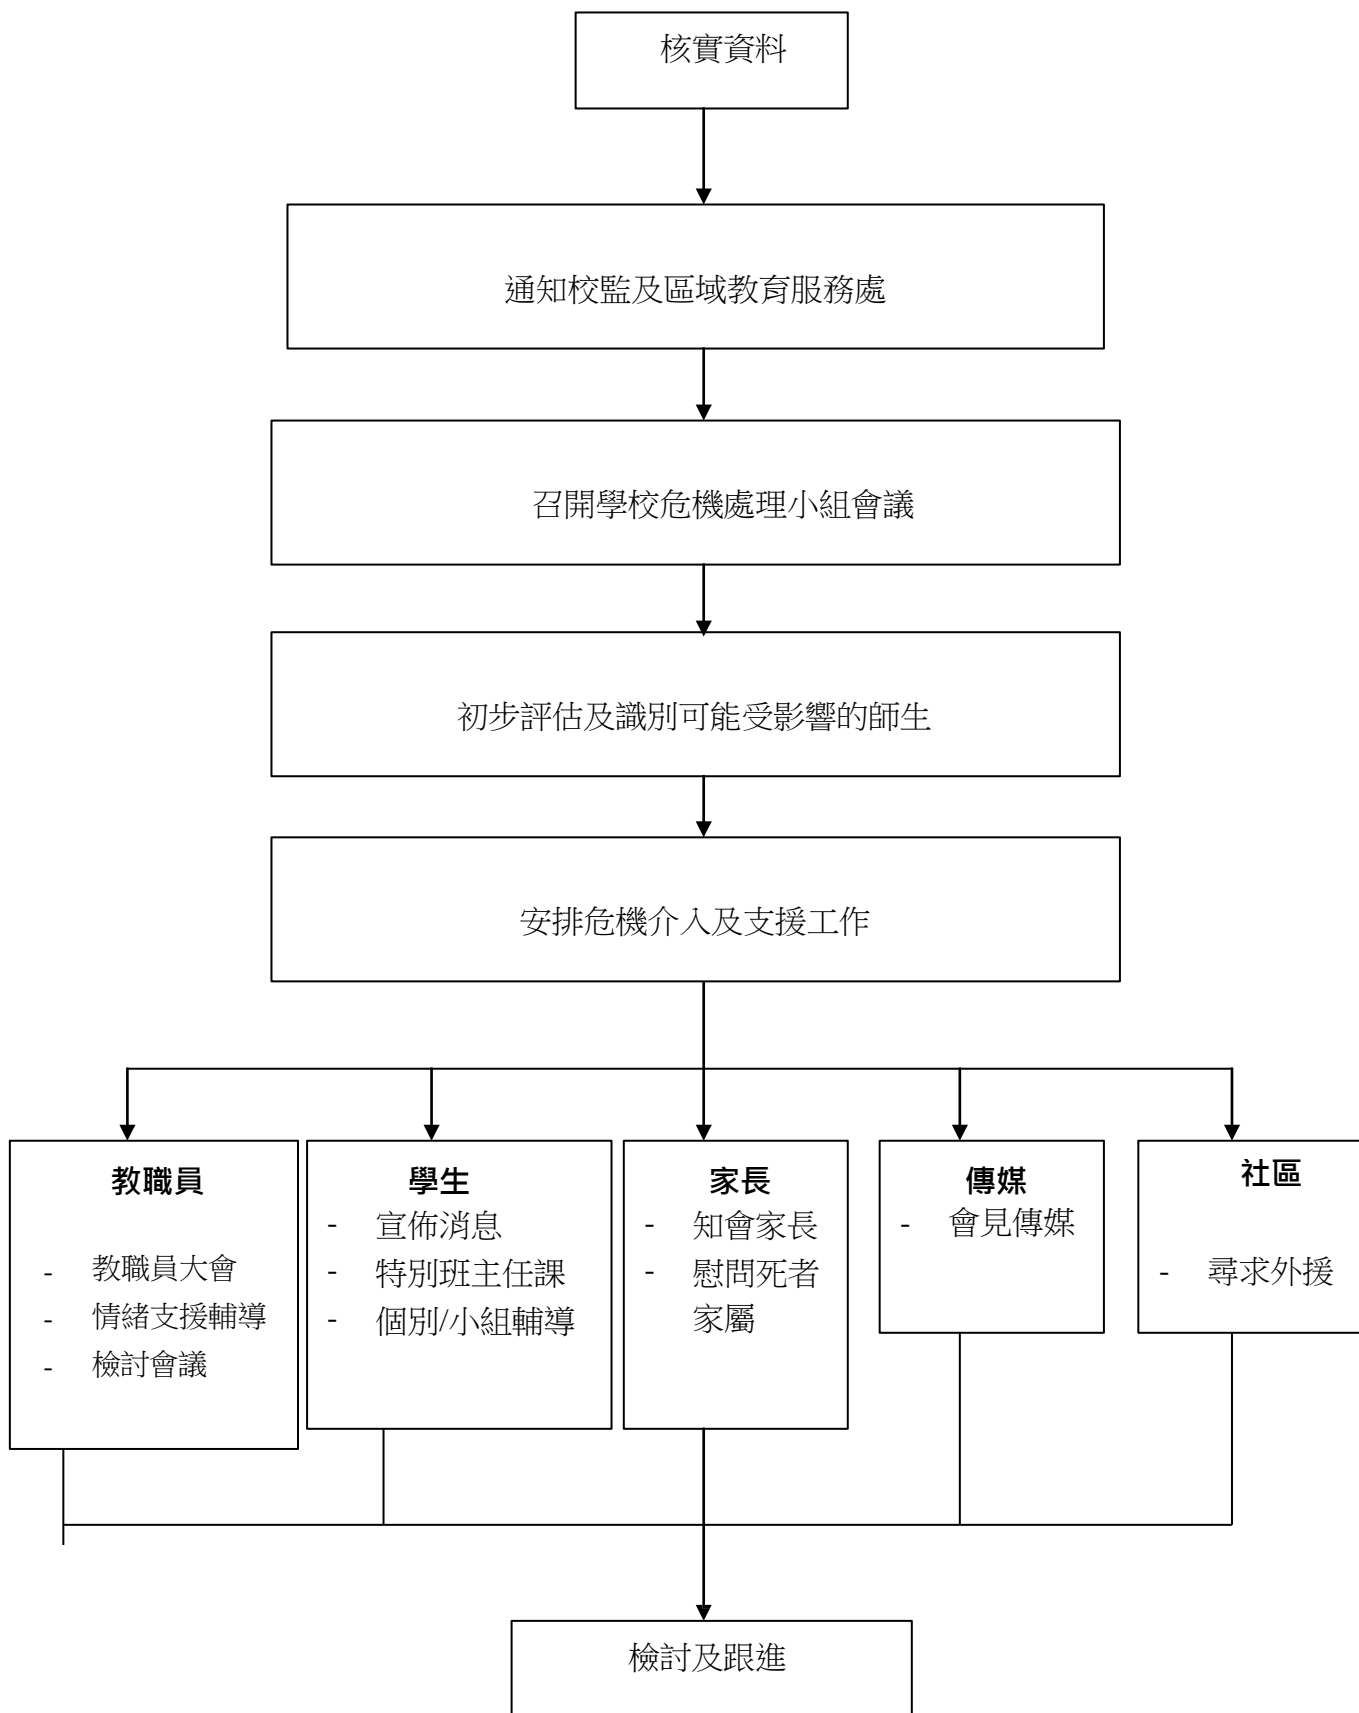 核實資料
通知校監及區域教育服務處
召開學校危機處理小組會議
初步評估及識別可能受影響的師生
安排危機介入及支援工作
教職員
- 教職員大會
- 情緒支援輔導
- 檢討會議
學生
- 宣佈消息
- 特別班主任課
- 個別/小組輔導
家長
- 知會家長
- 慰問死者
家屬
傳媒
- 會見傳媒
社區
- 尋求外援
檢討及跟進